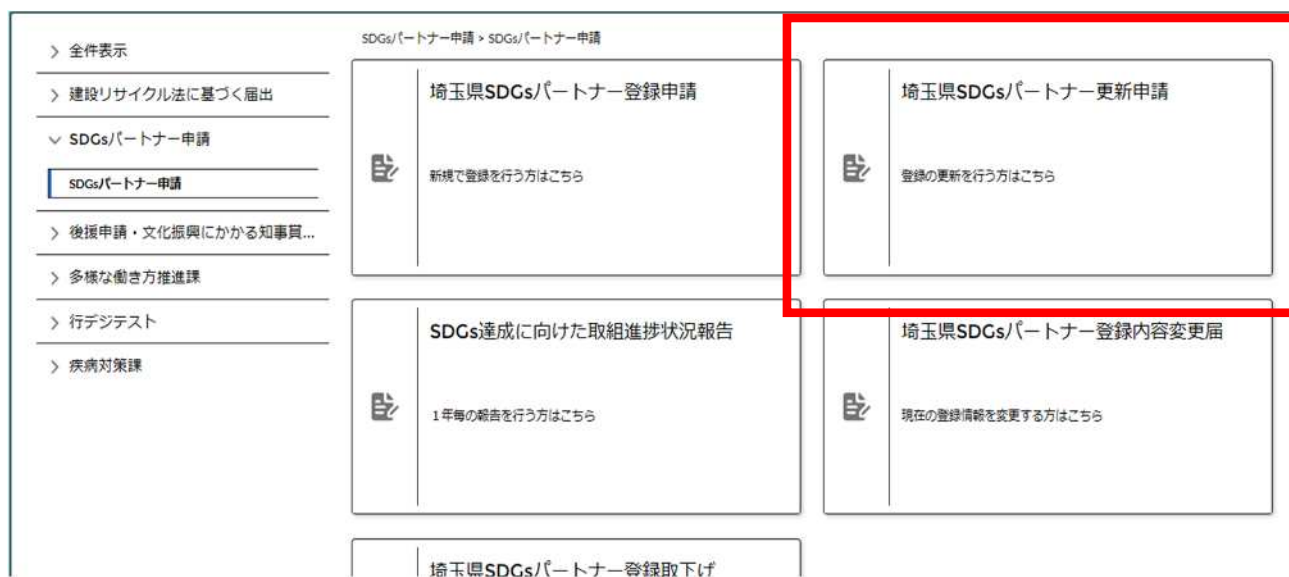 全件表示
建設リサイクル法に基づく届出
SDGsパートナー申請
SDGsパートナー申請
後援申請・文化振興にかかる知事賞...
多様な働き方推進課
行デジテスト
疾病対策課
SDGsパートナー申請 > SDGsパートナー申請
埼玉県SDGsパートナー登録申請
新規で登録を行う方はこちら
埼玉県SDGsパートナー更新申請
登録の更新を行う方はこちら
SDGs達成に向けた取組進捗状況報告
1年毎の報告を行う方はこちら
埼玉県SDGsパートナー登録内容変更届
現在の登録情報を変更する方はこちら
埼玉県SDGsパートナー登録取下げ